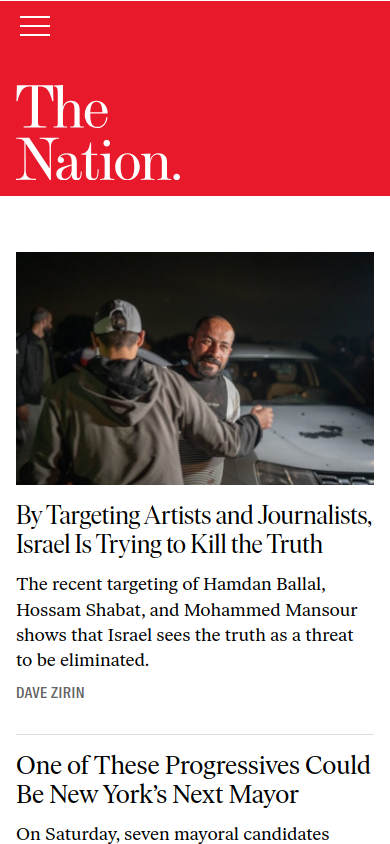 The
Nation.
By Targeting Artists and Journalists,
Israel Is Trying to Kill the Truth
The recent targeting of Hamdan Ballal,
Hossam Shabat, and Mohammed Mansour
shows that Israel sees the truth as a threat
to be eliminated.
DAVE ZIRIN
One of These Progressives Could
Be New York’s Next Mayor
On Saturday, seven mayoral candidates